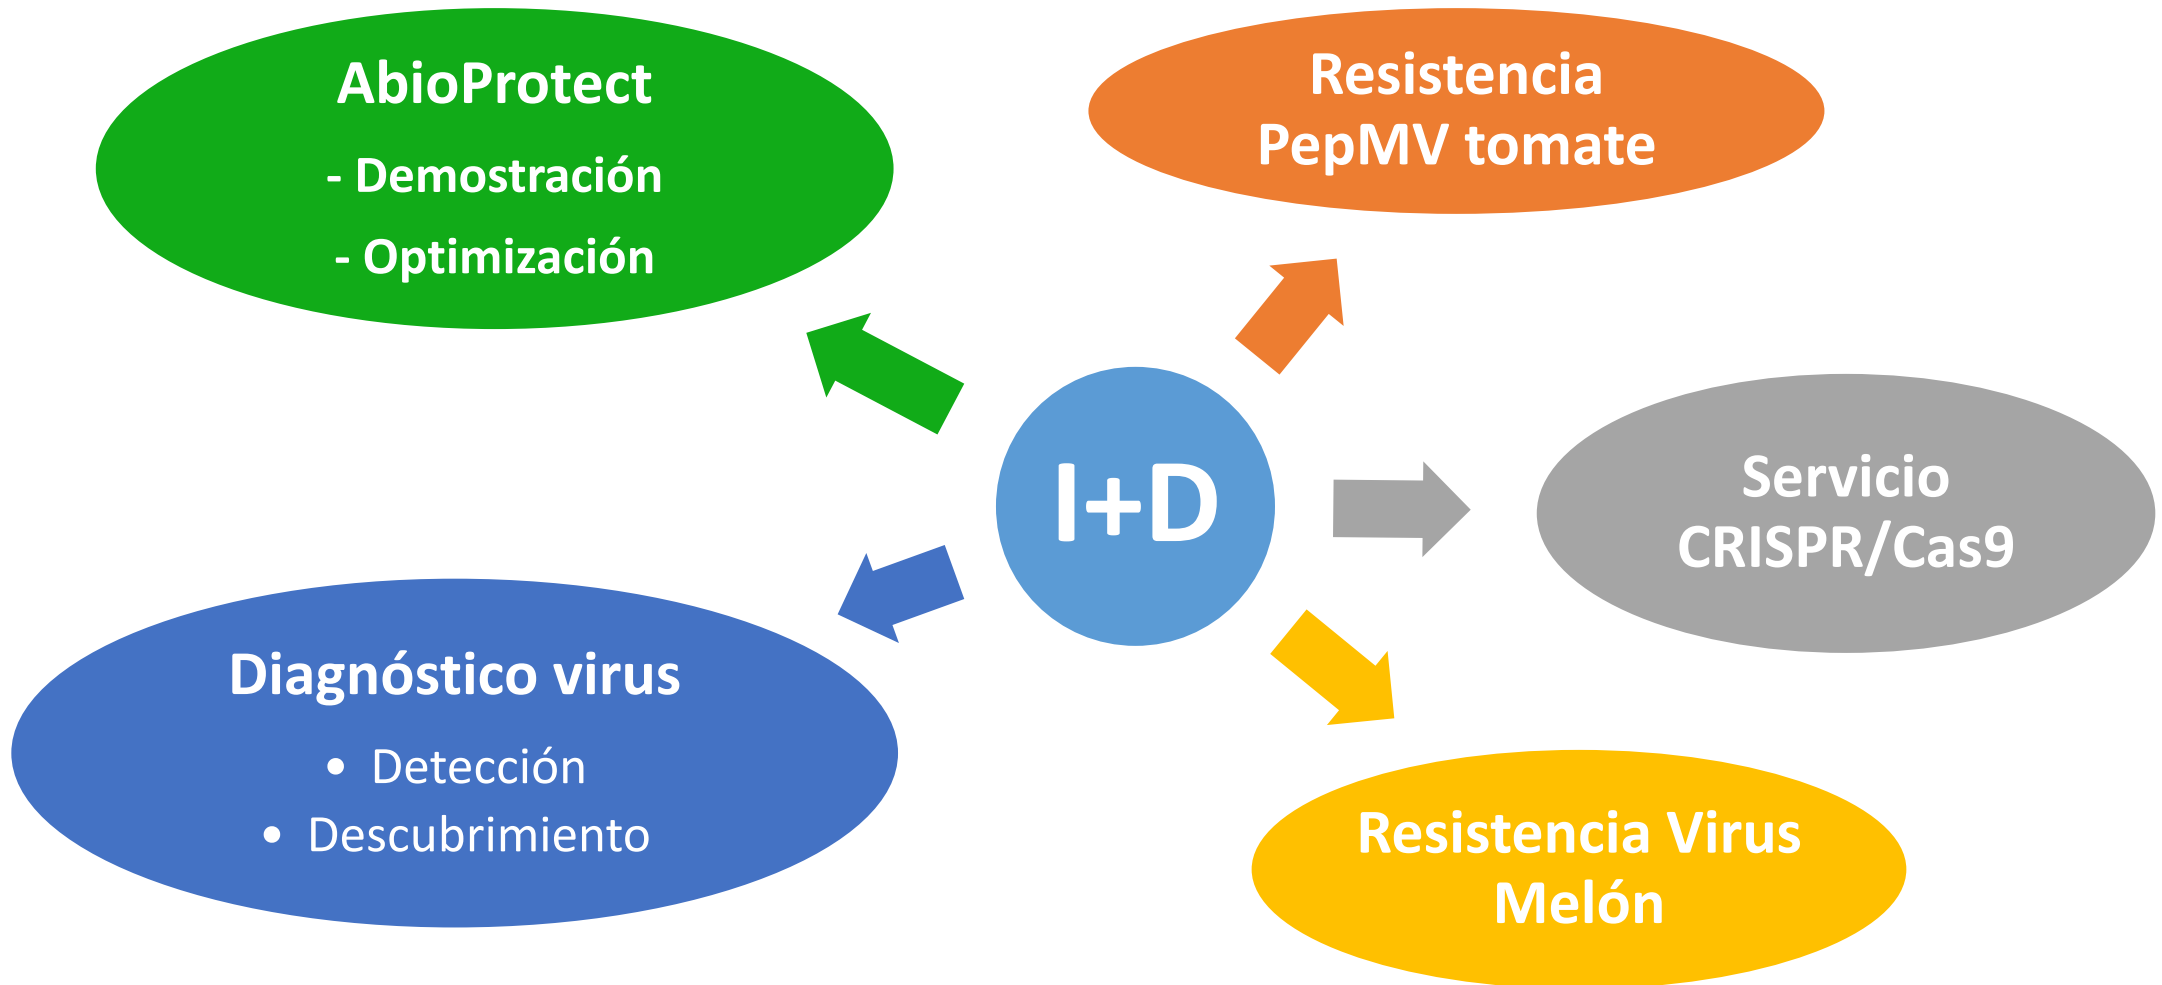 AbioProtect
- Demostración
- Optimización
Resistencia
PepMV tomate
I+D
Servicio
CRISPR/Cas9
Diagnóstico virus
• Detección
• Descubrimiento
Resistencia Virus
Melón